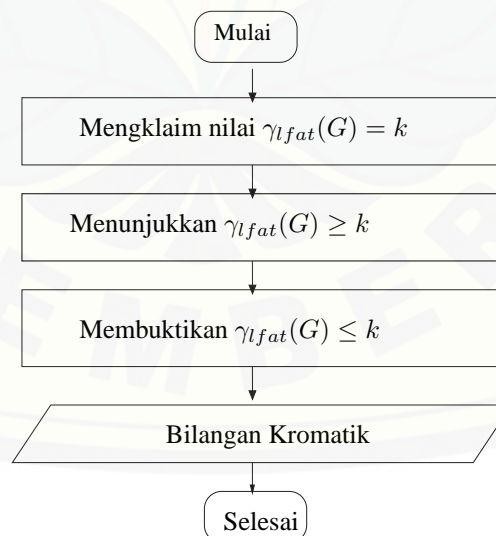 Mulai
Mengklaim nilai γ_{lfat}(G) = k
Menunjukkan γ_{lfat}(G) ≥ k
Membuktikan γ_{lfat}(G) ≤ k
Bilangan Kromatik
Selesai